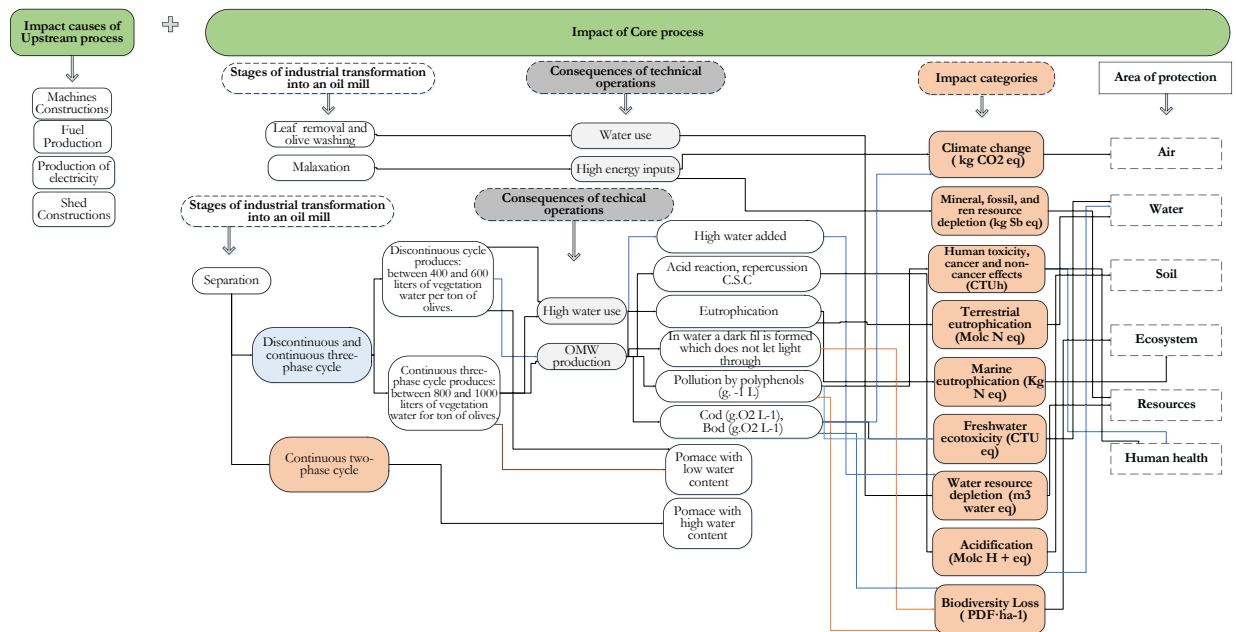 Impact causes of
Upstream process
Impact of Core process
Stages of industrial transformation
into an oil mill
Consequences of technical
operations
Impact categories
Area of protection
Machines
Constructions
Fuel
Production
Production of
electricity
Shed
Constructions
Leaf removal and
olive washing
Water use
Malaxation
High energy inputs
Stages of industrial transformation
into an oil mill
Consequences of techical
operations
Separation
Discontinuous cycle
produces:
between 400 and 600
liters of vegetation
water per ton of
olives.
Discontinuous and
continuous three-
phase cycle
Continuous three-
phase cycle produces:
between 800 and 1000
liters of vegetation
water for ton of olives.
Continuous two-
phase cycle
High water use
OMW
production
High water added
Acid reaction, repercussion
C.S.C
Eutrophication
In water a dark fil is formed
which does not let light
through
Pollution by polyphenols
(g. -1 L)
Cod (g.O2 L-1),
Bod (g.O2 L-1)
Pomace with
low water
content
Pomace with
high water
content
Climate change
( kg CO2 eq)
Mineral, fossil, and
ren resource
depletion (kg Sb eq)
Human toxicity,
cancer and non-
cancer effects
(CTUh)
Terrestrial
eutrophication
(Molc N eq)
Marine
eutrophication (Kg
N eq)
Freshwater
ecotoxicity (CTU
eq)
Water resource
depletion (m3
water eq)
Acidification
(Molc H + eq)
Biodiversity Loss
( PDF·ha-1)
Air
Water
Soil
Ecosystem
Resources
Human health